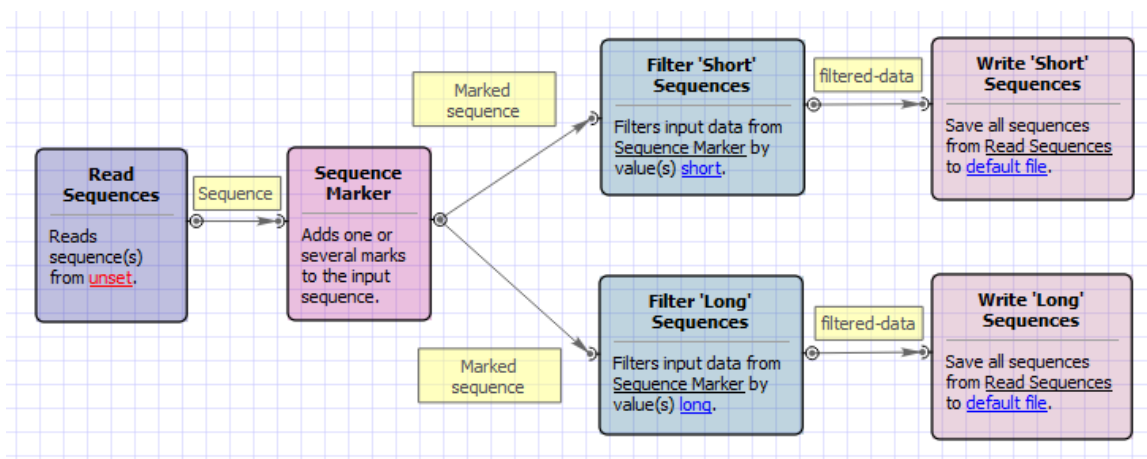 Read
Sequences
Reads
sequence(s)
from unset.
Sequence
Sequence
Marker
Adds one or
several marks
to the input
sequence.
Marked
sequence
Filter 'Short'
Sequences
Filters input data from
Sequence Marker by
value(s) short.
filtered-data
Write 'Short'
Sequences
Save all sequences
from Read Sequences
to default file.
Marked
sequence
Filter 'Long'
Sequences
Filters input data from
Sequence Marker by
value(s) long.
filtered-data
Write 'Long'
Sequences
Save all sequences
from Read Sequences
to default file.